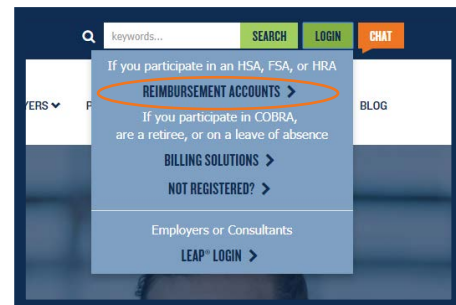 keywords... SEARCH LOGIN CHAT
If you participate in an HSA, FSA, or HRA
REIMBURSEMENT ACCOUNTS >
YERS P BLOG
If you participate in COBRA,
are a retiree, or on a leave of absence
BILLING SOLUTIONS >
NOT REGISTERED? >
Employers or Consultants
LEAP® LOGIN >